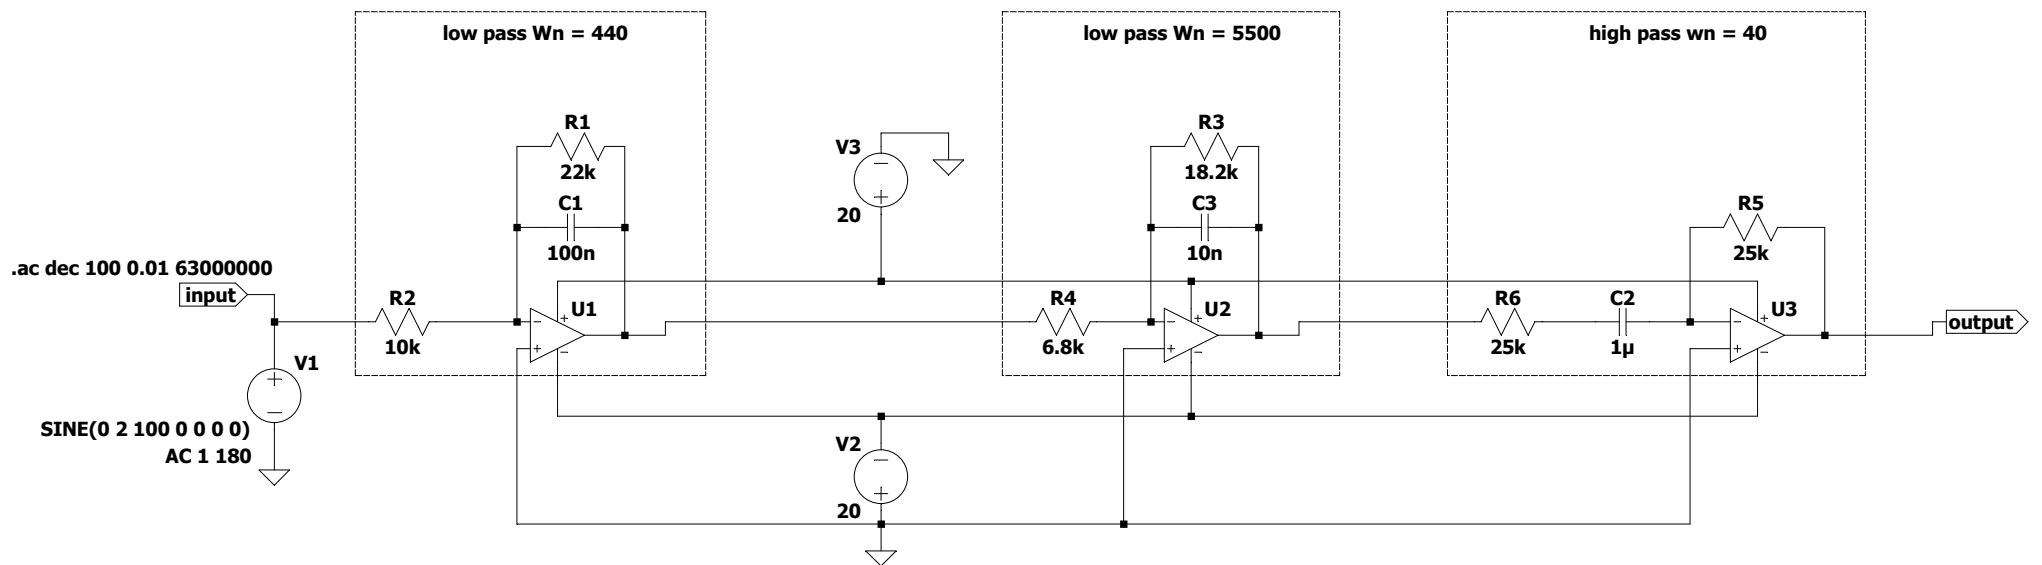 low pass Wn = 440
low pass Wn = 5500
high pass wn = 40
R1
22k
C1
100n
V3
20
R3
18.2k
C3
10n
R5
25k
.ac dec 100 0.01 63000000
input
R2
10k
U1
R4
6.8k
U2
R6
25k
C2
1µ
U3
output
V1
SINE(0 2 100 0 0 0 0)
AC 1 180
V2
20